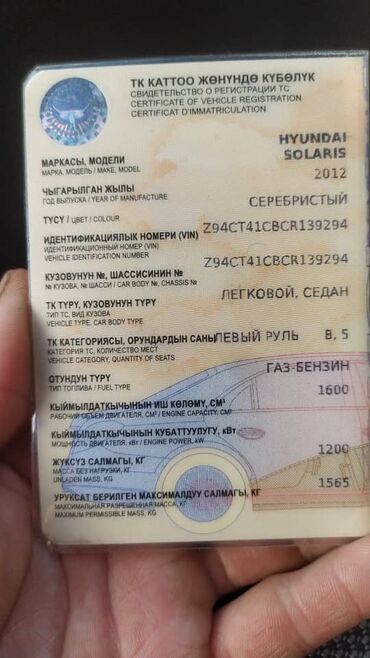 ТК КАТТОО ЖӨНҮНДӨ КҮБӨЛҮК
СВИДЕТЕЛЬСТВО О РЕГИСТРАЦИИ ТС
CERTIFICATE OF VEHICLE REGISTRATION
CERTIFICAT D'IMMATRICULATION
HYUNDAI
SOLARIS
МАРКАСЫ, МОДЕЛИ
МАРКА, МОДЕЛЬ / MAKE, MODEL
2012
ЧЫГАРЫЛГАН ЖЫЛЫ
ГОД ВЫПУСКА / YEAR OF MANUFACTURE
СЕРЕБРИСТЫЙ
ТҮСҮ / ЦВЕТ / COLOUR
Z94CT41CBCR139294
ИДЕНТИФИКАЦИЯЛЫК НОМЕРИ (VIN)
ИДЕНТИФИКАЦИОННЫЙ НОМЕР (VIN)
VEHICLE IDENTIFICATION NUMBER
Z94CT41CBCR139294
КУЗОВУНУН №, ШАССИСИНИН №
№ КУЗОВА, № ШАССИ / CAR BODY №, CHASSIS №
ЛЕГКОВОЙ, СЕДАН
ТК ТҮРҮ, КУЗОВУНУН ТҮРҮ
ТИП ТС, ВИД КУЗОВА
VEHICLE TYPE, CAR BODY TYPE
ТК КАТЕГОРИЯСЫ, ОРУНДАРДЫН САНЫ ЛЕВЫЙ РУЛЬ B, 5
КАТЕГОРИЯ ТС, КОЛИЧЕСТВО МЕСТ
VEHICLE CATEGORY, QUANTITY OF SEATS
ГАЗ-БЕНЗИН
ОТУНДУН ТҮРҮ
ТИП ТОПЛИВА / FUEL TYPE
1600
КЫЙМЫЛДАТКЫЧЫНЫН ИШ КӨЛӨМҮ, СМ³
РАБОЧИЙ ОБЪЕМ ДВИГАТЕЛЯ, СМ³ / ENGINE CAPACITY, CM³
КЫЙМЫЛДАТКЫЧЫНЫН КУБАТТУУЛУГУ, кВт
МОЩНОСТЬ ДВИГАТЕЛЯ, кВт / ENGINE POWER, kW
1200
ЖҮКСҮЗ САЛМАГЫ, КГ
МАССА БЕЗ НАГРУЗКИ, КГ
UNLADEN MASS, KG
1565
УРУКСАТ БЕРИЛГЕН МАКСИМАЛДУУ САЛМАГЫ, КГ
МАКСИМАЛЬНАЯ РАЗРЕШЕННАЯ МАССА, КГ
MAXIMUM PERMISSIBLE MASS, KG